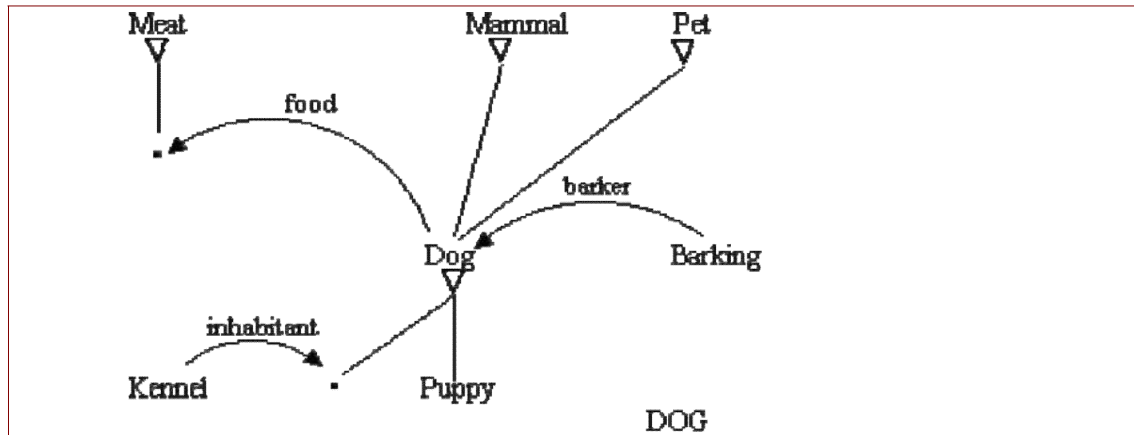 Meat Mammal Pet
food
barker
Dog Barking
inhabitant
Kennel Puppy
DOG